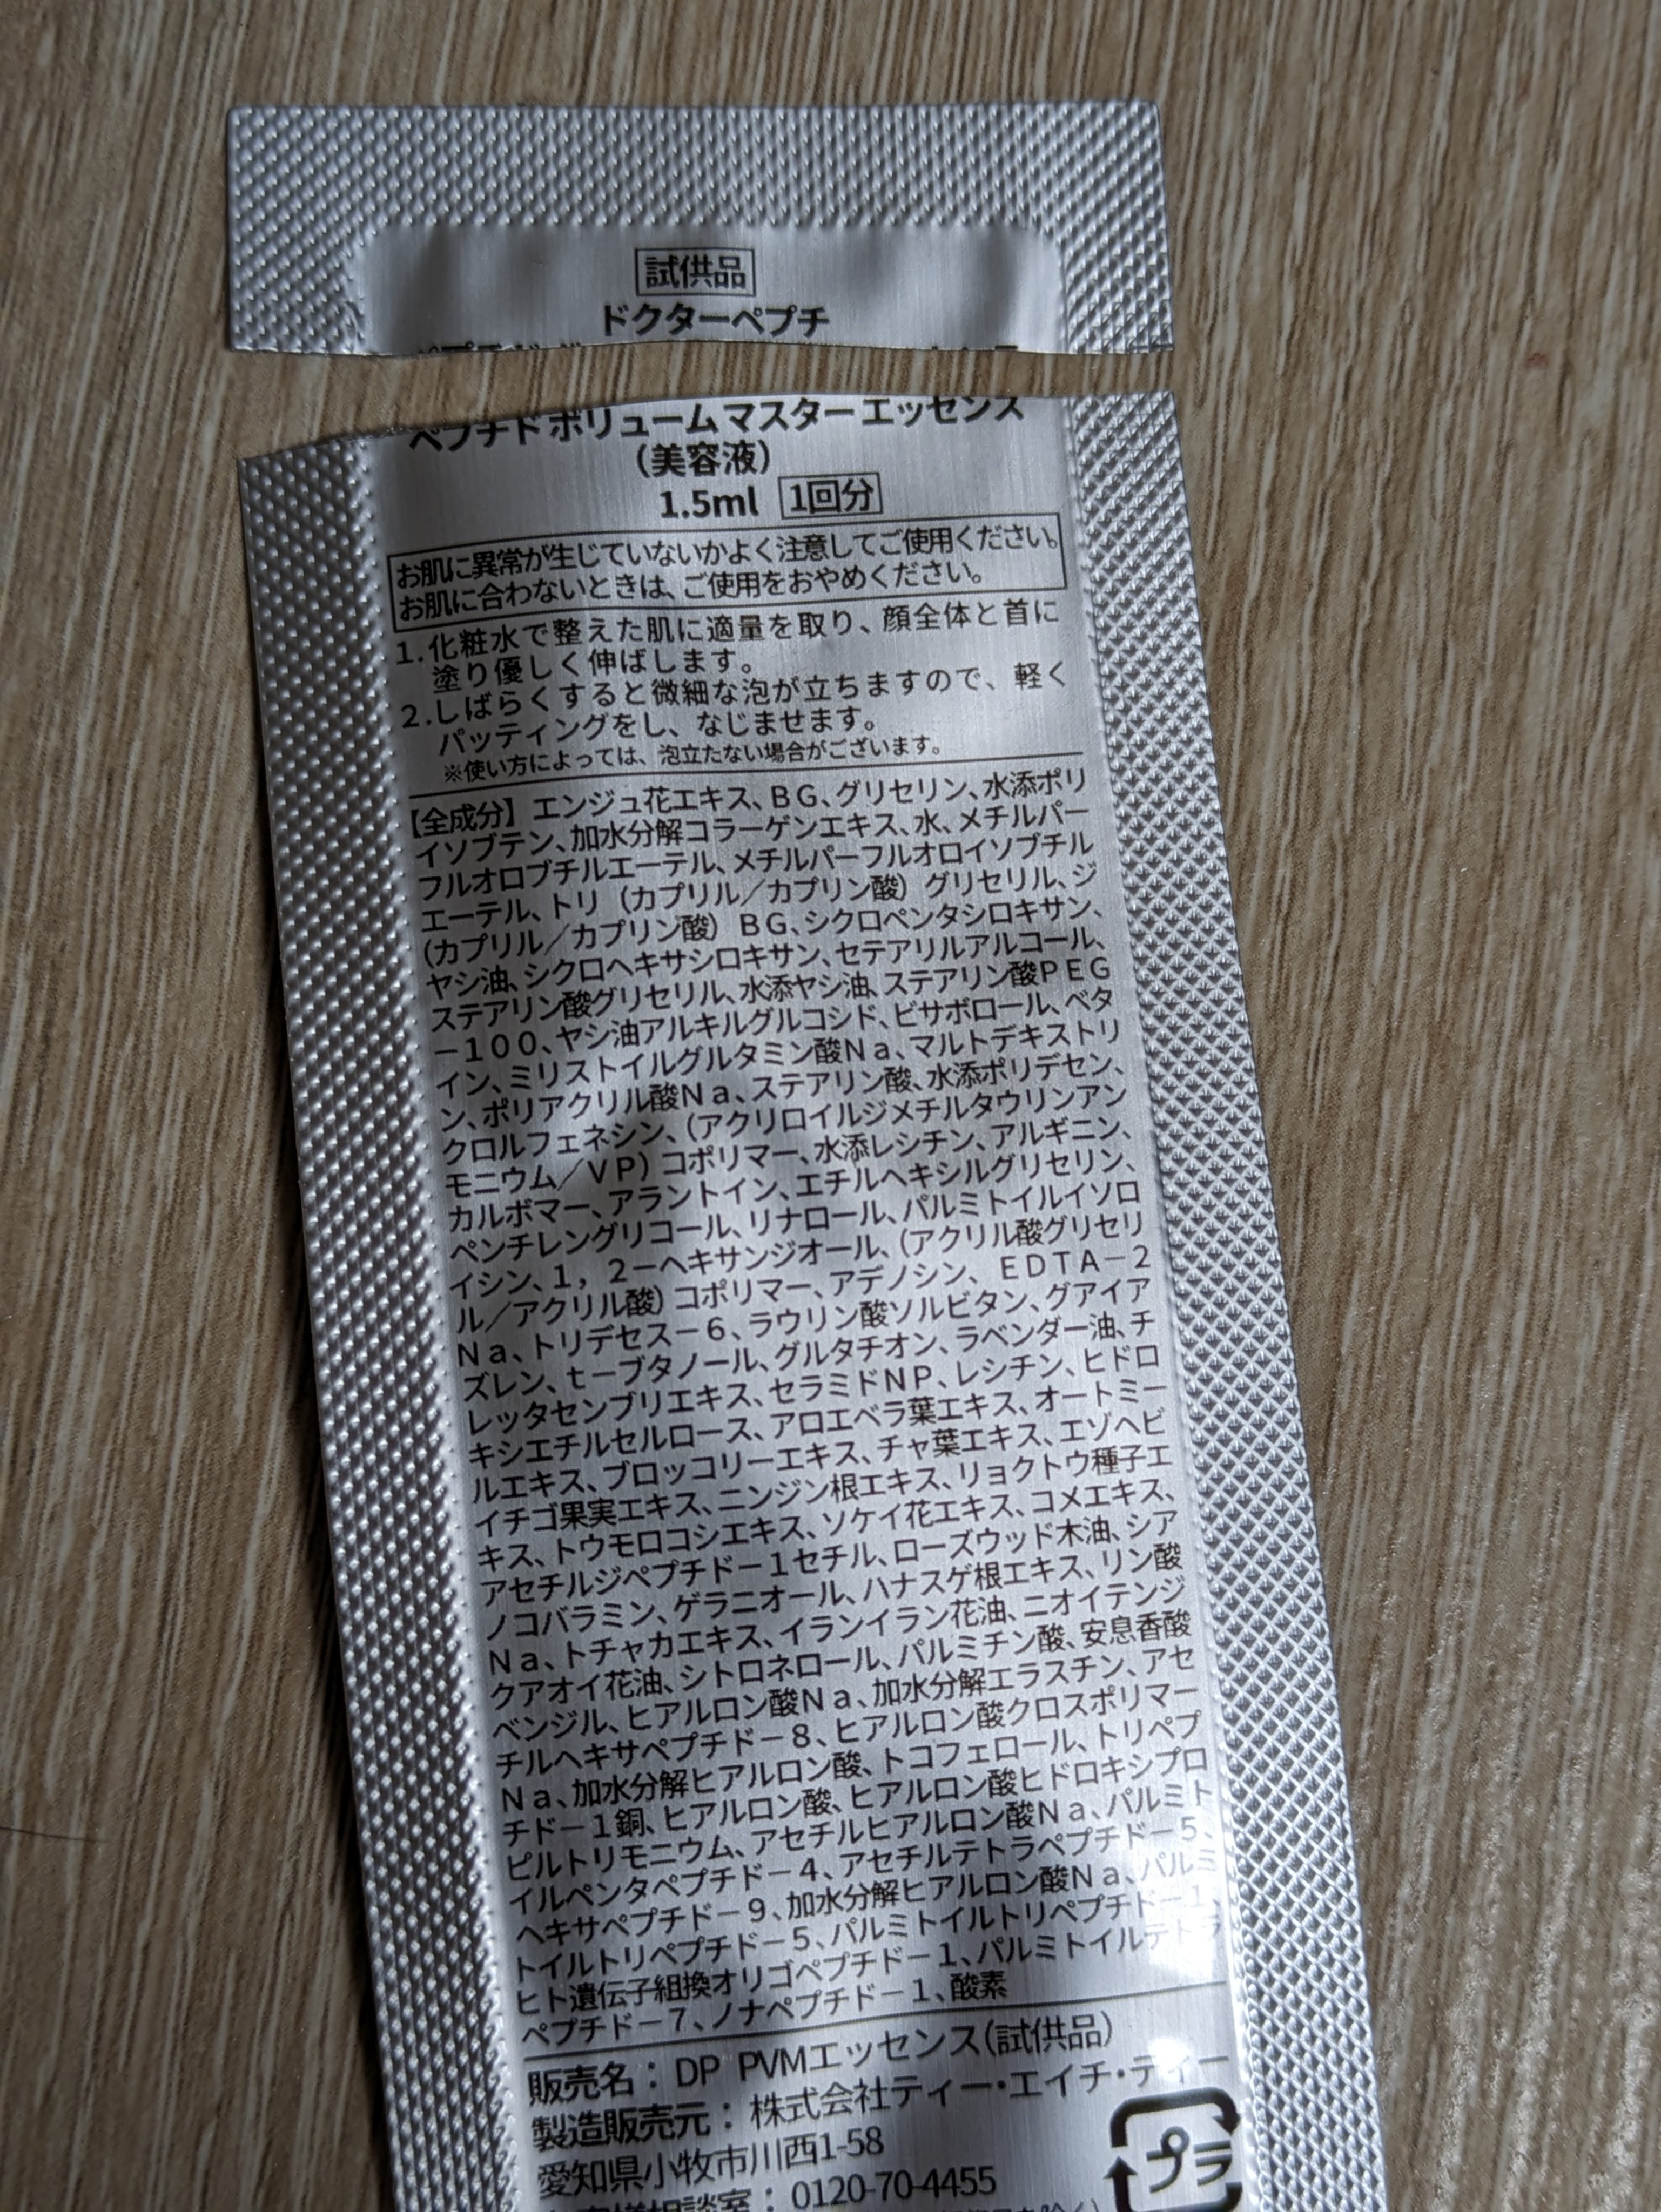 試供品
ドクターペプチ
ペプチド ボリューム マスター エッセンス
（美容液）
1.5ml 1回分
お肌に異常が生じていないかよく注意してご使用ください。
お肌に合わないときは、ご使用をおやめください。
1.化粧水で整えた肌に適量を取り、顔全体と首に
塗り優しく伸ばします。
2.しばらくすると微細な泡が立ちますので、軽く
パッティングをし、なじませます。
※使い方によっては、泡立たない場合がございます。
【全成分】エンジュ花エキス、BG、グリセリン、水添ポリ
イソブテン、加水分解コラーゲンエキス、水、メチルパー
フルオロブチルエーテル、メチルパーフルオロイソブチル
エーテル、トリ（カプリル／カプリン酸）グリセリル、ジ
（カプリル／カプリン酸）BG、シクロペンタシロキサン、
ヤシ油、シクロヘキサシロキサン、セテアリルアルコール、
ステアリン酸グリセリル、水添ヤシ油、ステアリン酸PEG
－100、ヤシ油アルキルグルコシド、ビサボロール、ベタ
イン、ミリストイルグルタミン酸Na、マルトデキストリ
ン、ポリアクリル酸Na、ステアリン酸、水添ポリデセン、
クロルフェネシン、（アクリロイルジメチルタウリンアン
モニウム／VP）コポリマー、水添レシチン、アルギニン、
カルボマー、アラントイン、エチルヘキシルグリセリン、
ペンチレングリコール、リナロール、パルミトイルイソロ
イシン、1，2－ヘキサンジオール、（アクリル酸グリセリ
ル／アクリル酸）コポリマー、アデノシン、EDTA－2
Na、トリデセス－6、ラウリン酸ソルビタン、グアイア
ズレン、t－ブタノール、グルタチオン、ラベンダー油、チ
レッタセンブリエキス、セラミドNP、レシチン、ヒドロ
キシエチルセルロース、アロエベラ葉エキス、オートミー
ルエキス、ブロッコリーエキス、チャ葉エキス、エゾヘビ
イチゴ果実エキス、ニンジン根エキス、リョクトウ種子エ
キス、トウモロコシエキス、ソケイ花エキス、コメエキス、
アセチルジペプチド－1セチル、ローズウッド木油、シア
ノコバラミン、ゲラニオール、ハナスゲ根エキス、リン酸
Na、トチャカエキス、イランイラン花油、ニオイテンジ
クアオイ花油、シトロネロール、パルミチン酸、安息香酸
ベンジル、ヒアルロン酸Na、加水分解エラスチン、アセ
チルヘキサペプチド－8、ヒアルロン酸クロスポリマー
Na、加水分解ヒアルロン酸、トコフェロール、トリペプ
チド－1銅、ヒアルロン酸、ヒアルロン酸ヒドロキシプロ
ピルトリモニウム、アセチルヒアルロン酸Na、パルミト
イルペンタペプチド－4、アセチルテトラペプチド－5、
ヘキサペプチド－9、加水分解ヒアルロン酸Na、パルミ
トイルトリペプチド－5、パルミトイルトリペプチド－1、
ヒト遺伝子組換オリゴペプチド－1、パルミトイルテトラ
ペプチド－7、ノナペプチド－1、酸素
販売名：DP PVMエッセンス（試供品）
製造販売元：株式会社ティー・エイチ・ティー
愛知県小牧市川西1-58
0120-70-4455
プラ